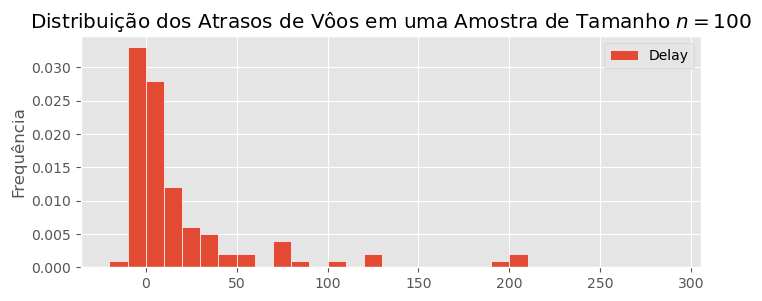 Distribuição dos Atrasos de Vôos em uma Amostra de Tamanho n = 100
Delay
Frequência
0.030
0.025
0.020
0.015
0.010
0.005
0.000
0 50 100 150 200 250 300